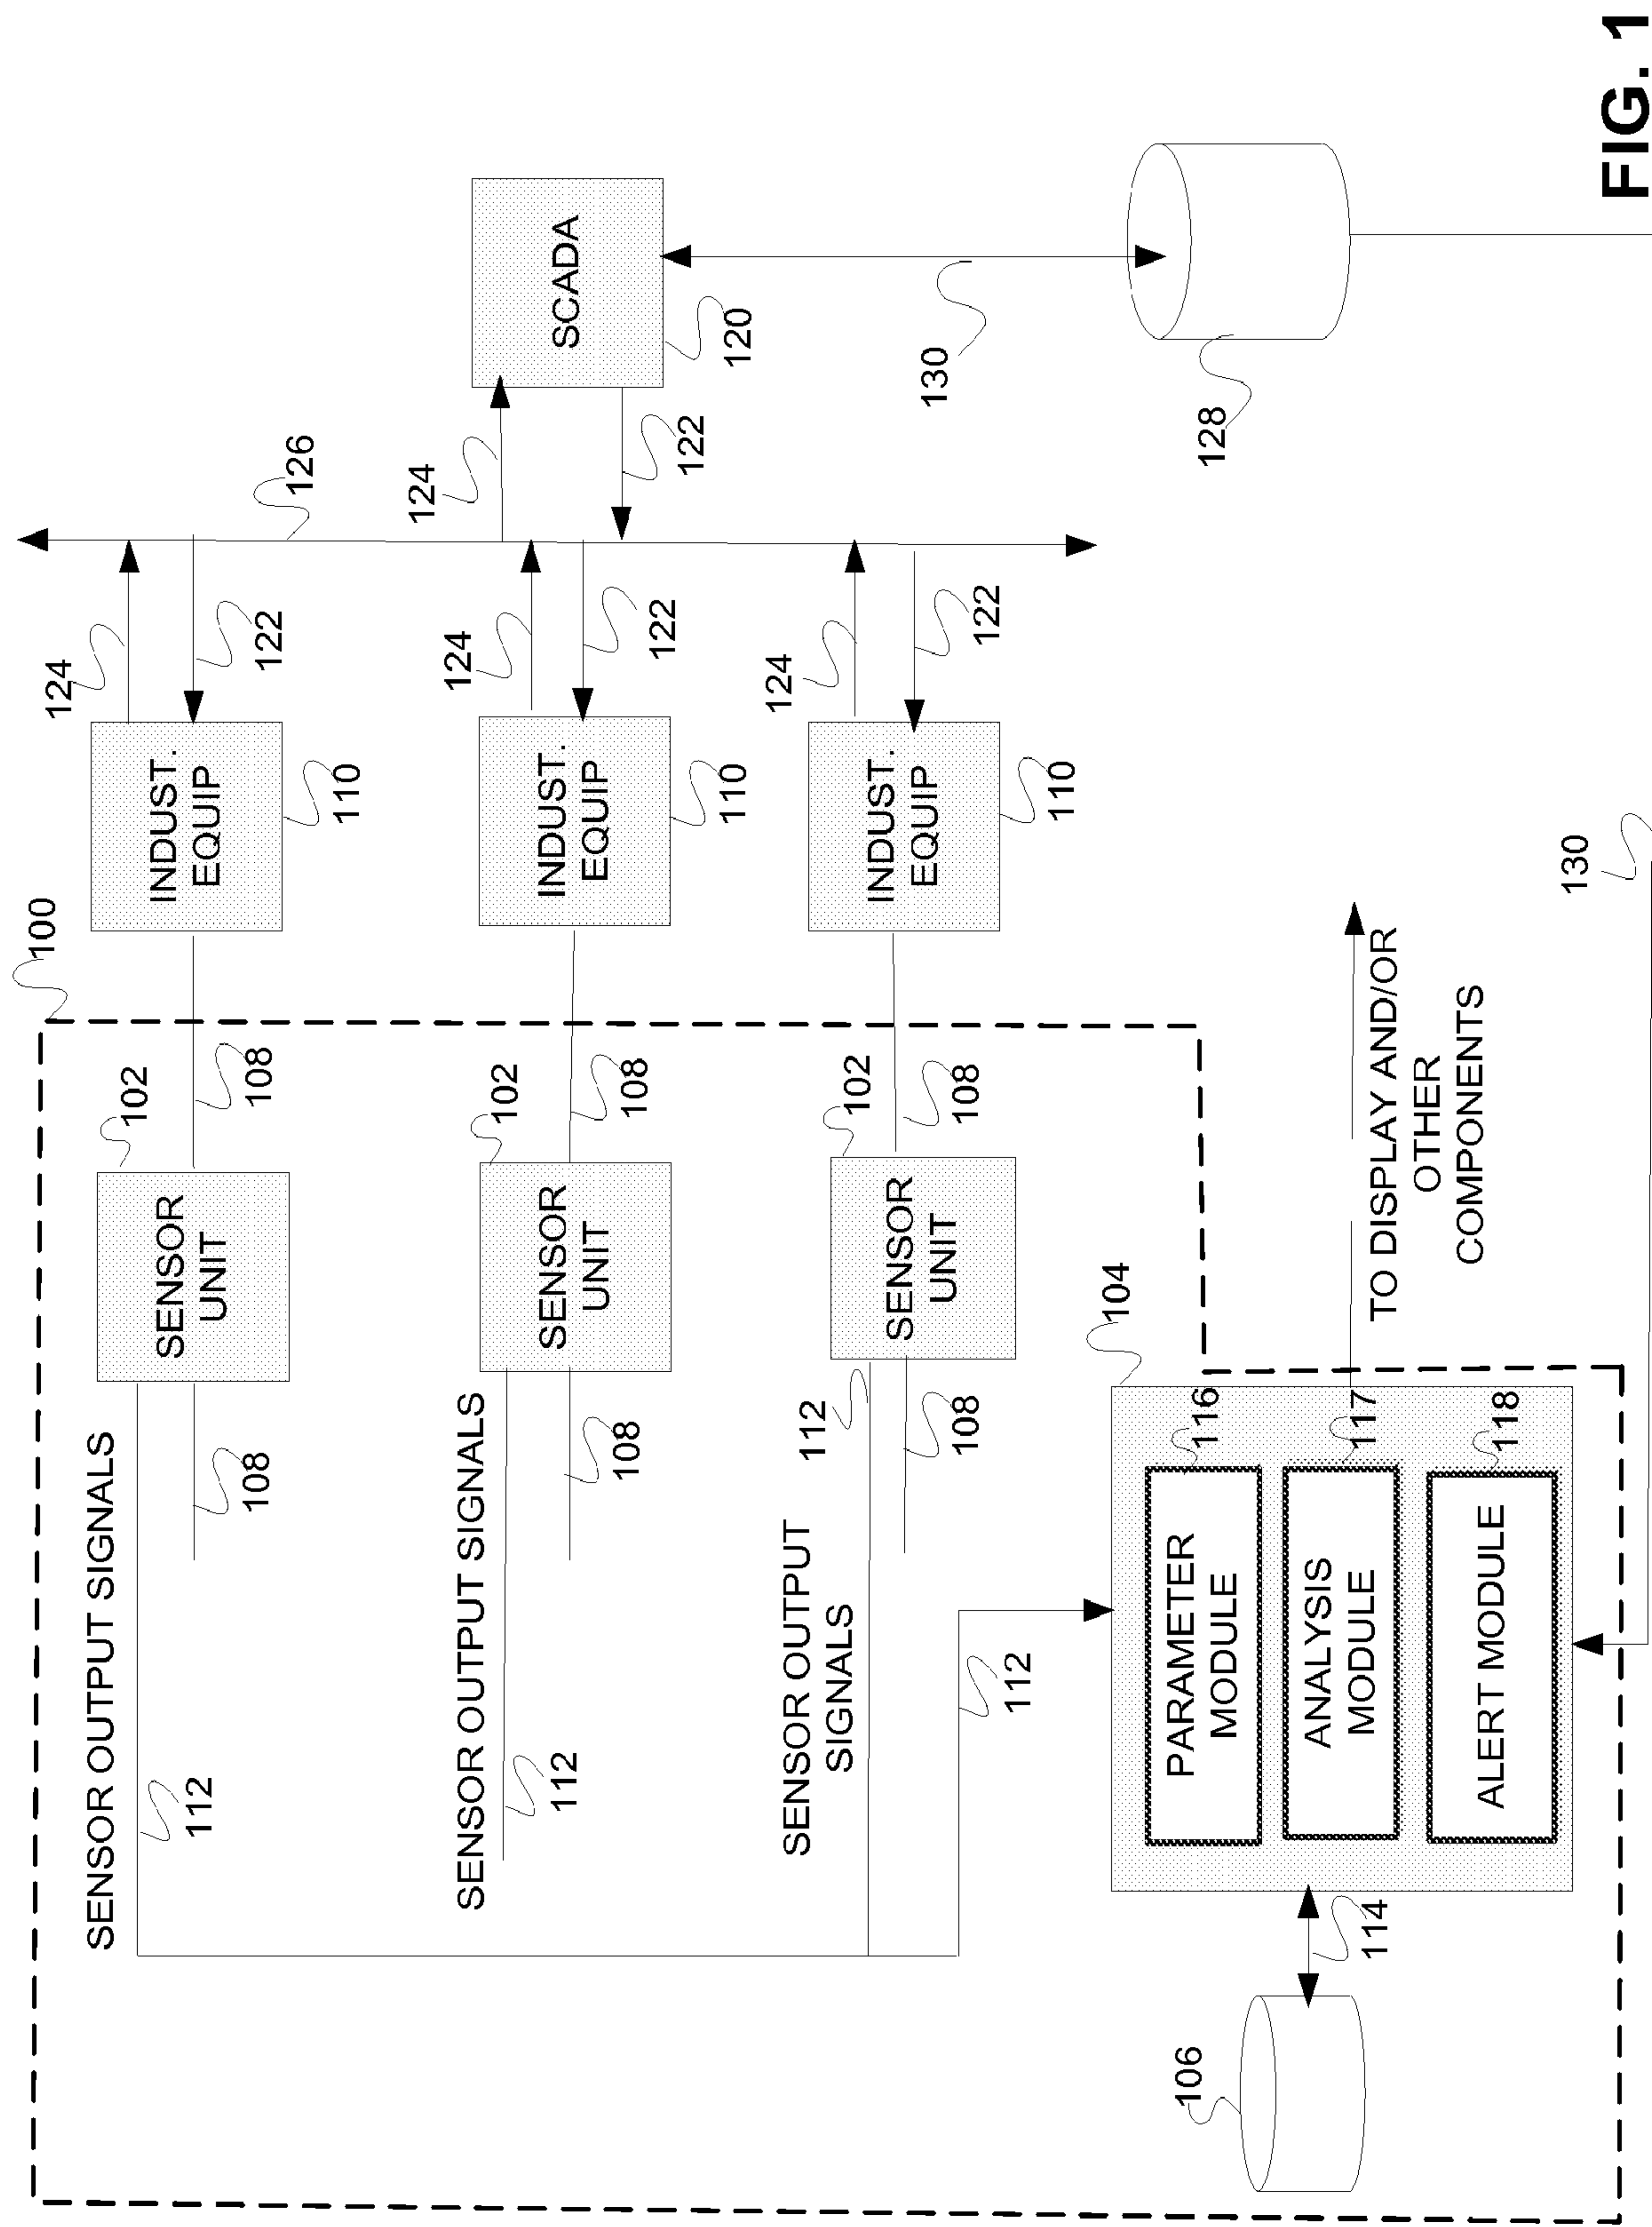 100
124
SENSOR OUTPUT SIGNALS
102
SENSOR
UNIT
INDUST.
EQUIP
112
108
108
122
126
110
124
124
SENSOR OUTPUT SIGNALS
102
SENSOR
UNIT
INDUST.
EQUIP
SCADA
112
108
108
122
122
110
120
124
SENSOR OUTPUT
SIGNALS
112
102
SENSOR
UNIT
INDUST.
EQUIP
108
108
130
122
112
110
104
106
PARAMETER
MODULE
116
128
ANALYSIS
MODULE
117
114
TO DISPLAY AND/OR
OTHER
COMPONENTS
ALERT MODULE
118
130
FIG. 1